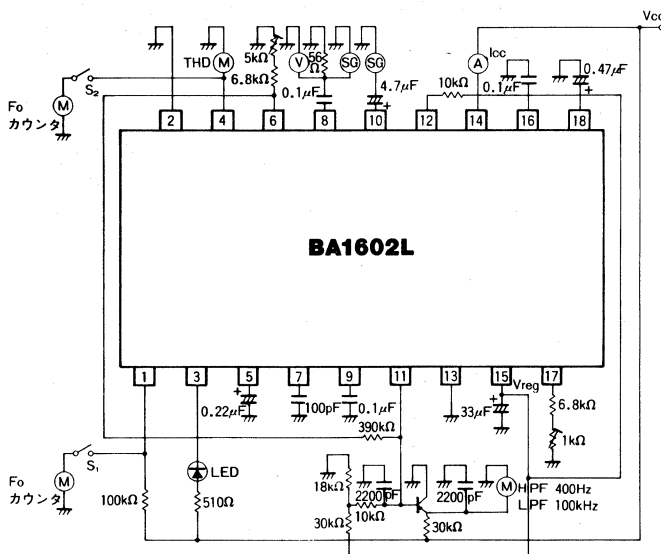 Vcc
THD
M
5kΩ
6.8kΩ
V
56
Ω
SG
SG
A
Icc
0.47μF
+
10kΩ
0.1μF
4.7μF
+
0.1μF
S2
M
Fo
カウンタ
2
4
6
8
10
12
14
16
18
BA1602L
1
3
5
7
9
11
13
15
17
Vreg
+
0.22μF
100pF
0.1μF
33μF
+
6.8kΩ
1kΩ
390kΩ
Fo
カウンタ
M
S1
LED
100kΩ
510Ω
18kΩ
2200pF
10kΩ
30kΩ
2200pF
30kΩ
M
HPF 400Hz
LPF 100kHz